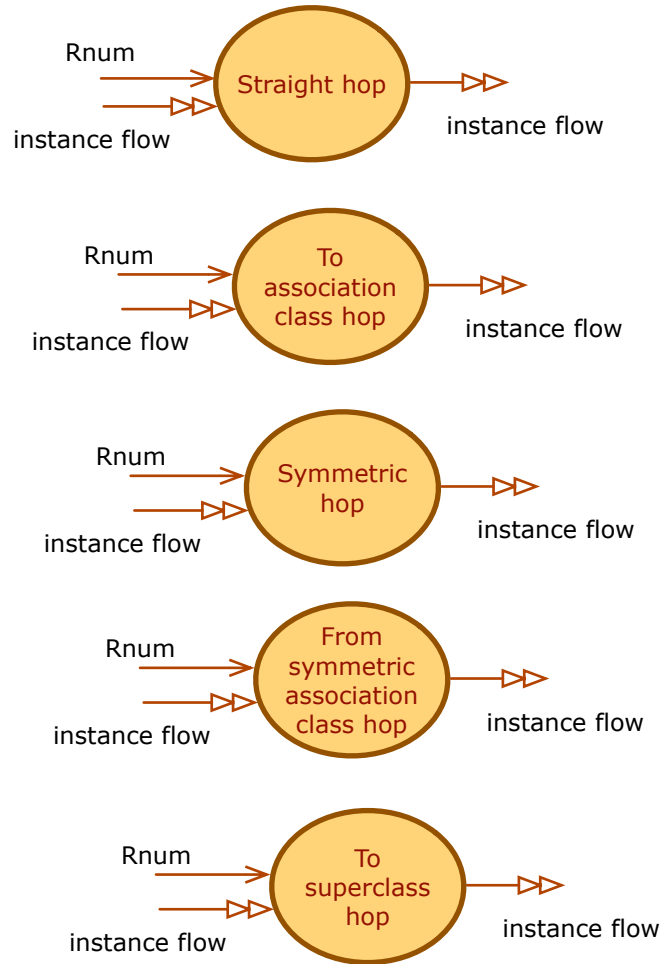 Rnum
Straight hop
instance flow
instance flow
Rnum
To
association
class hop
instance flow
instance flow
Rnum
Symmetric
hop
instance flow
instance flow
Rnum
From
symmetric
association
class hop
instance flow
instance flow
Rnum
To
superclass
hop
instance flow
instance flow